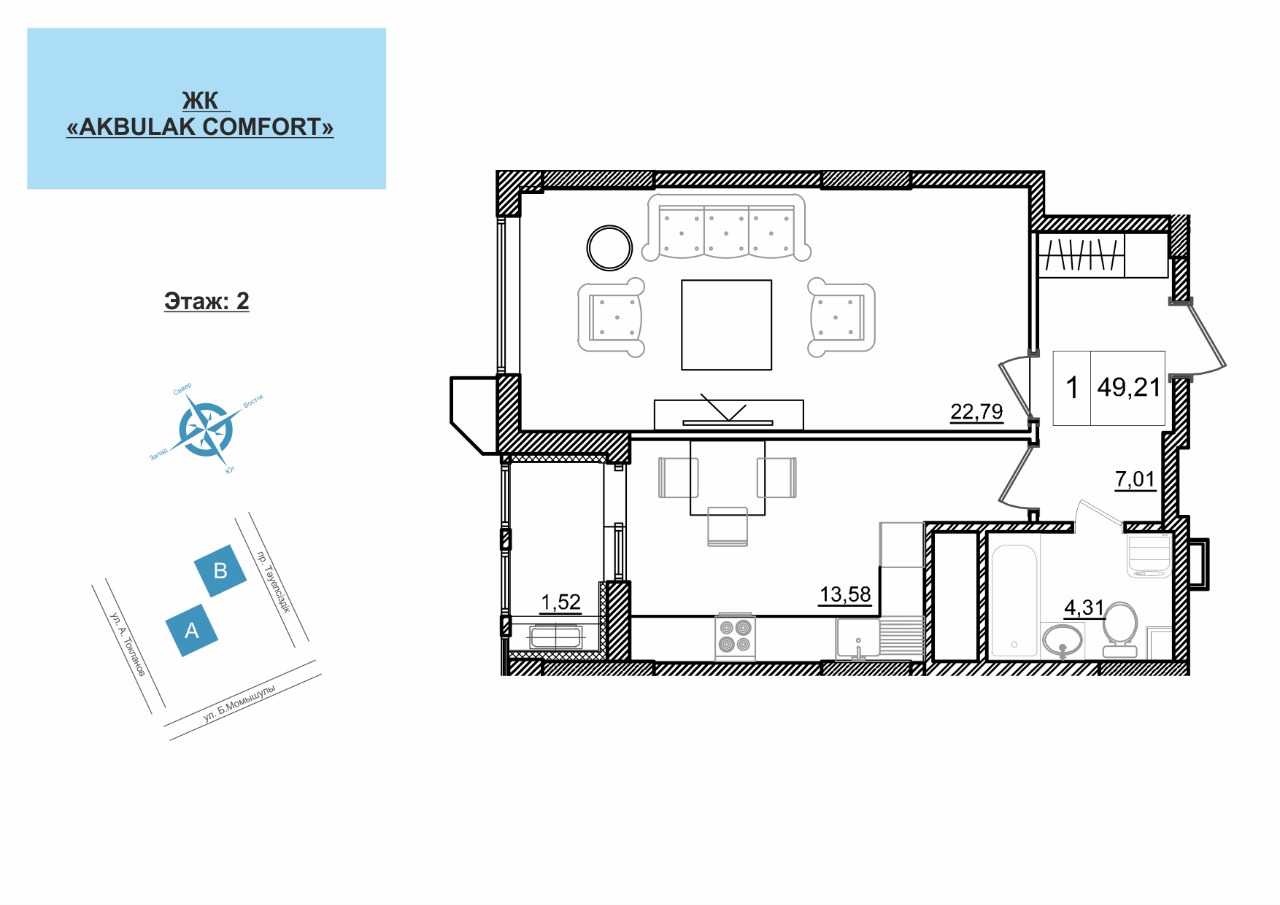 ЖК
«AKBULAK COMFORT»
Этаж: 2
Север
Восток
Запад
Юг
B
A
пр. Тәуелсіздік
ул. А. Токпанов
ул. Б.Момышулы
22,79
1
49,21
7,01
13,58
1,52
4,31